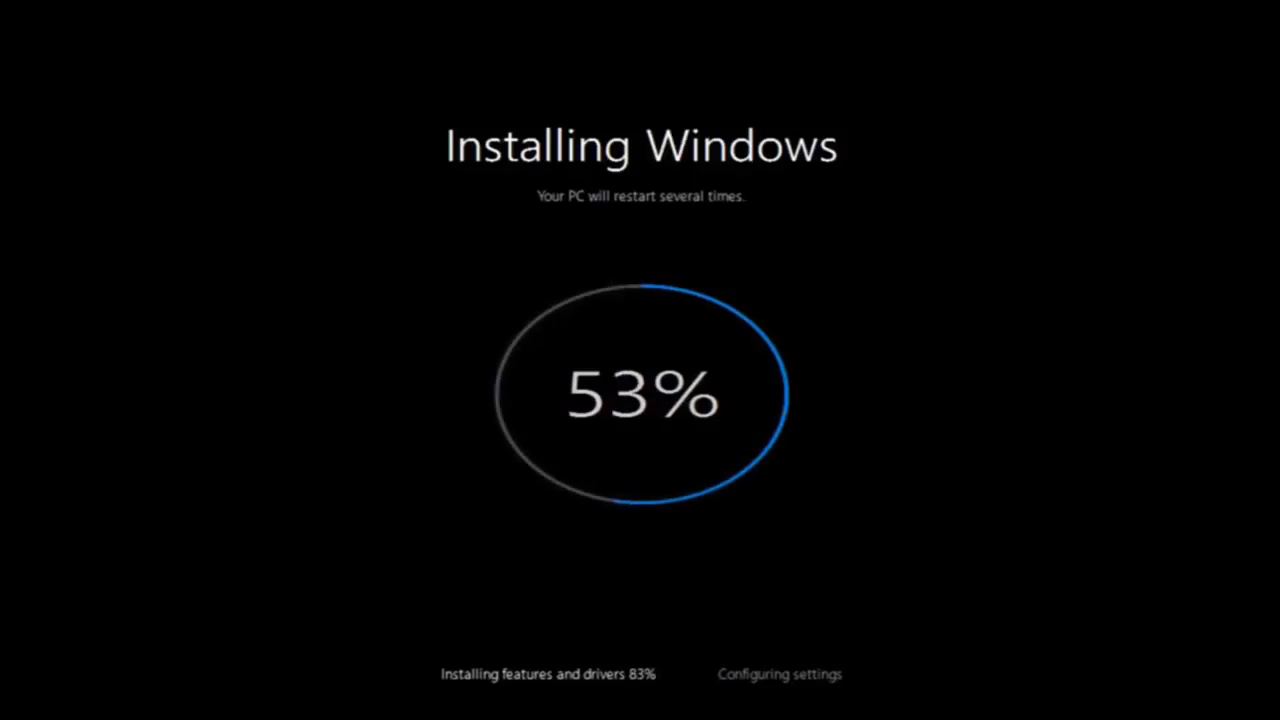 Installing Windows
Your PC will restart several times.
53%
Installing features and drivers 83%
Configuring settings